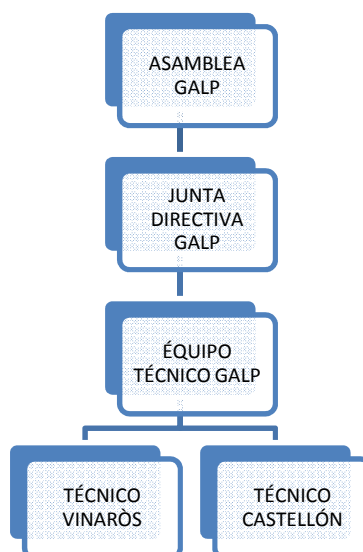 ASAMBLEA
GALP
JUNTA
DIRECTIVA
GALP
ÉQUIPO
TÉCNICO GALP
TÉCNICO
VINARÒS
TÉCNICO
CASTELLÓN